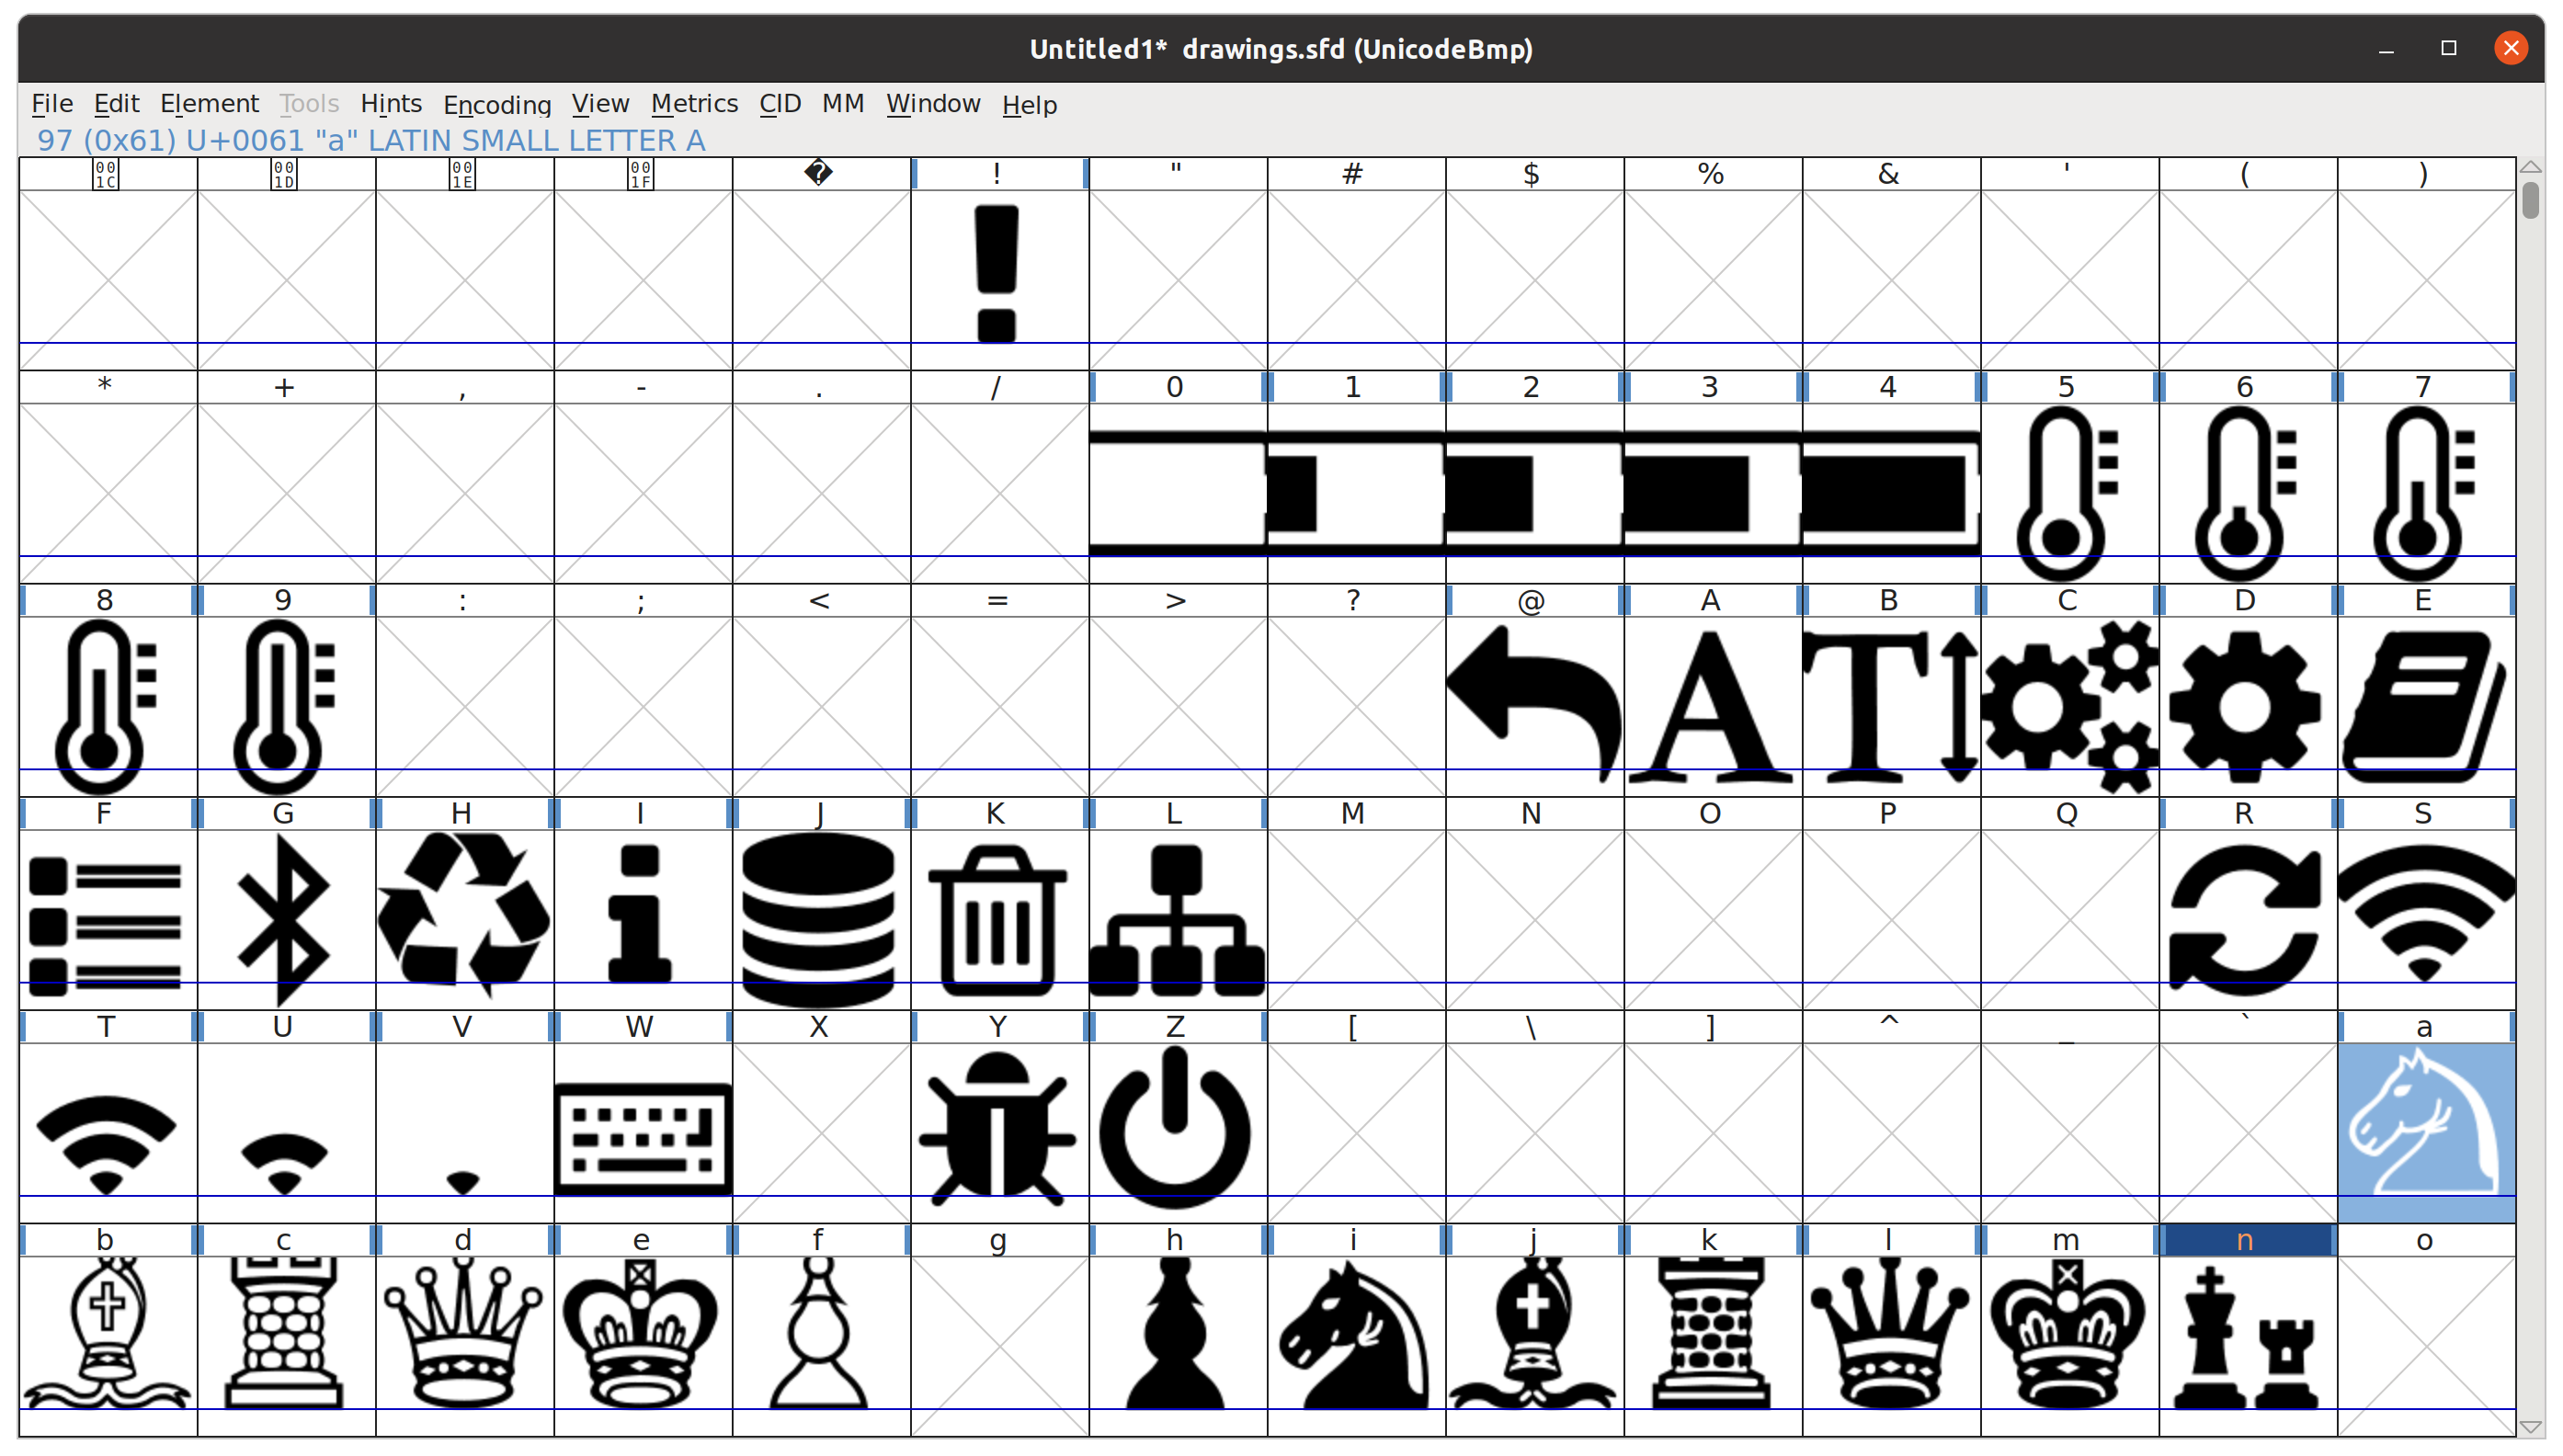 Untitled1* drawings.sfd (UnicodeBmp)
File Edit Element Tools Hints Encoding View Metrics CID MM Window Help
97 (0x61) U+0061 "a" LATIN SMALL LETTER A
001C 001D 001E 001F � ! " # $ % & ' ( )
* + , - . / 0 1 2 3 4 5 6 7
8 9 : ; < = > ? @ A B C D E
A T
F G H I J K L M N O P Q R S
i
T U V W X Y Z [ \ ] ^ _ ` a
b c d e f g h i j k l m n o